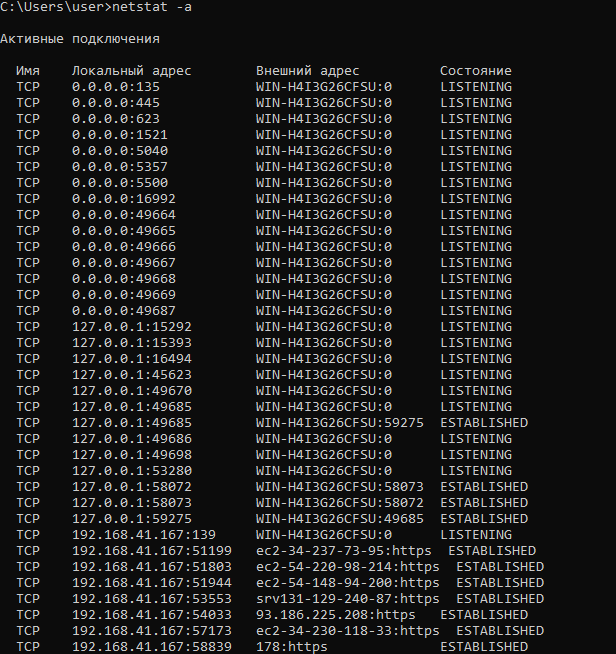 C:\Users\user>netstat -a
Активные подключения
Имя Локальный адрес Внешний адрес Состояние
TCP 0.0.0.0:135 WIN-H4I3G26CFSU:0 LISTENING
TCP 0.0.0.0:445 WIN-H4I3G26CFSU:0 LISTENING
TCP 0.0.0.0:623 WIN-H4I3G26CFSU:0 LISTENING
TCP 0.0.0.0:1521 WIN-H4I3G26CFSU:0 LISTENING
TCP 0.0.0.0:5040 WIN-H4I3G26CFSU:0 LISTENING
TCP 0.0.0.0:5357 WIN-H4I3G26CFSU:0 LISTENING
TCP 0.0.0.0:5500 WIN-H4I3G26CFSU:0 LISTENING
TCP 0.0.0.0:16992 WIN-H4I3G26CFSU:0 LISTENING
TCP 0.0.0.0:49664 WIN-H4I3G26CFSU:0 LISTENING
TCP 0.0.0.0:49665 WIN-H4I3G26CFSU:0 LISTENING
TCP 0.0.0.0:49666 WIN-H4I3G26CFSU:0 LISTENING
TCP 0.0.0.0:49667 WIN-H4I3G26CFSU:0 LISTENING
TCP 0.0.0.0:49668 WIN-H4I3G26CFSU:0 LISTENING
TCP 0.0.0.0:49669 WIN-H4I3G26CFSU:0 LISTENING
TCP 0.0.0.0:49687 WIN-H4I3G26CFSU:0 LISTENING
TCP 127.0.0.1:15292 WIN-H4I3G26CFSU:0 LISTENING
TCP 127.0.0.1:15393 WIN-H4I3G26CFSU:0 LISTENING
TCP 127.0.0.1:16494 WIN-H4I3G26CFSU:0 LISTENING
TCP 127.0.0.1:45623 WIN-H4I3G26CFSU:0 LISTENING
TCP 127.0.0.1:49670 WIN-H4I3G26CFSU:0 LISTENING
TCP 127.0.0.1:49685 WIN-H4I3G26CFSU:0 LISTENING
TCP 127.0.0.1:49685 WIN-H4I3G26CFSU:59275 ESTABLISHED
TCP 127.0.0.1:49686 WIN-H4I3G26CFSU:0 LISTENING
TCP 127.0.0.1:49698 WIN-H4I3G26CFSU:0 LISTENING
TCP 127.0.0.1:53280 WIN-H4I3G26CFSU:0 LISTENING
TCP 127.0.0.1:58072 WIN-H4I3G26CFSU:58073 ESTABLISHED
TCP 127.0.0.1:58073 WIN-H4I3G26CFSU:58072 ESTABLISHED
TCP 127.0.0.1:59275 WIN-H4I3G26CFSU:49685 ESTABLISHED
TCP 192.168.41.167:139 WIN-H4I3G26CFSU:0 LISTENING
TCP 192.168.41.167:51199 ec2-34-237-73-95:https ESTABLISHED
TCP 192.168.41.167:51803 ec2-54-220-98-214:https ESTABLISHED
TCP 192.168.41.167:51944 ec2-54-148-94-200:https ESTABLISHED
TCP 192.168.41.167:53553 srv131-129-240-87:https ESTABLISHED
TCP 192.168.41.167:54033 93.186.225.208:https ESTABLISHED
TCP 192.168.41.167:57173 ec2-34-230-118-33:https ESTABLISHED
TCP 192.168.41.167:58839 178:https ESTABLISHED